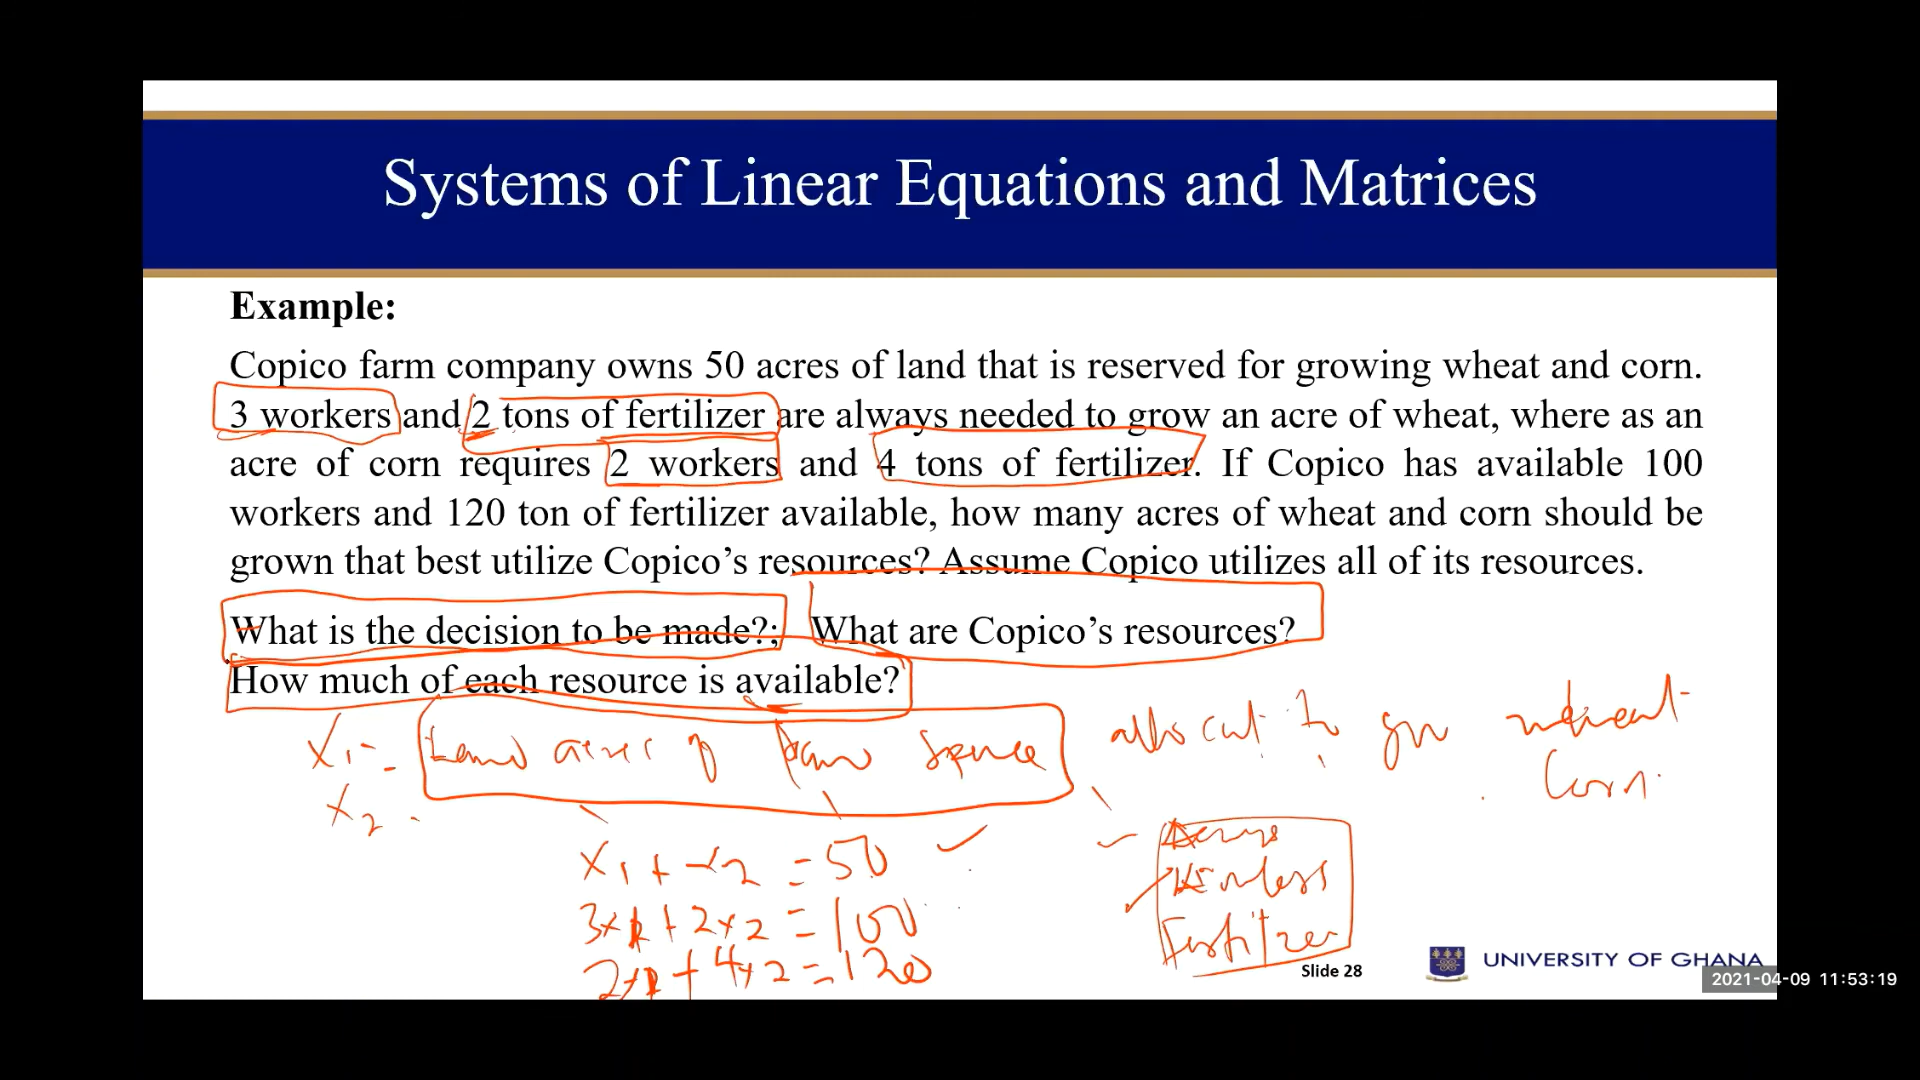 Systems of Linear Equations and Matrices
Example:
Copico farm company owns 50 acres of land that is reserved for growing wheat and corn.
3 workers and 2 tons of fertilizer are always needed to grow an acre of wheat, where as an
acre of corn requires 2 workers and 4 tons of fertilizer. If Copico has available 100
workers and 120 ton of fertilizer available, how many acres of wheat and corn should be
grown that best utilize Copico’s resources? Assume Copico utilizes all of its resources.
What is the decision to be made?; What are Copico’s resources?
How much of each resource is available?
x1 = Land acres of space
x2 Corn
x1 + x2 = 50
3x1 + 2x2 = 100
2x1 + 4x2 = 120
Fertilizer
Slide 28
UNIVERSITY OF GHANA
2021-04-09 11:53:19